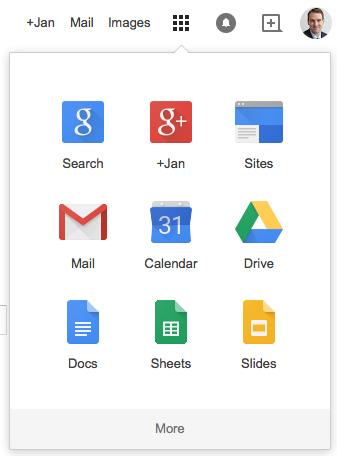 +Jan Mail Images
g g+
Search +Jan Sites
31
Mail Calendar Drive
Docs Sheets Slides
More